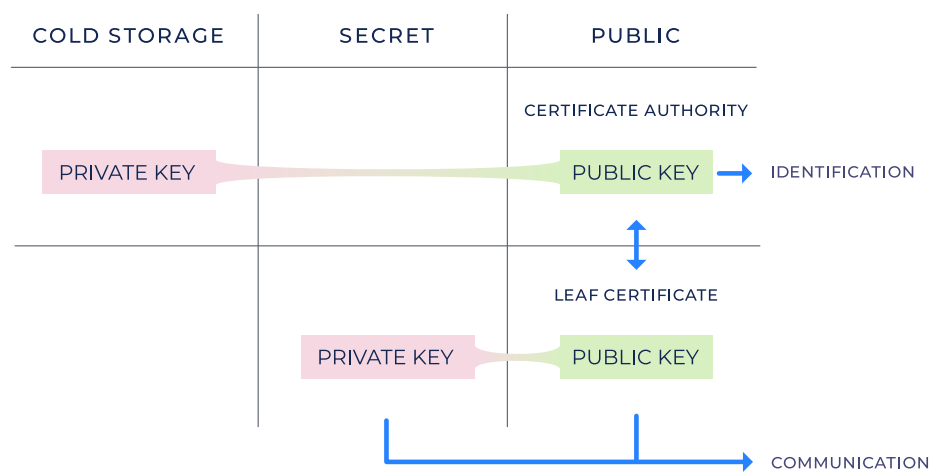 COLD STORAGE
SECRET
PUBLIC
CERTIFICATE AUTHORITY
PRIVATE KEY
PUBLIC KEY
IDENTIFICATION
LEAF CERTIFICATE
PRIVATE KEY
PUBLIC KEY
COMMUNICATION